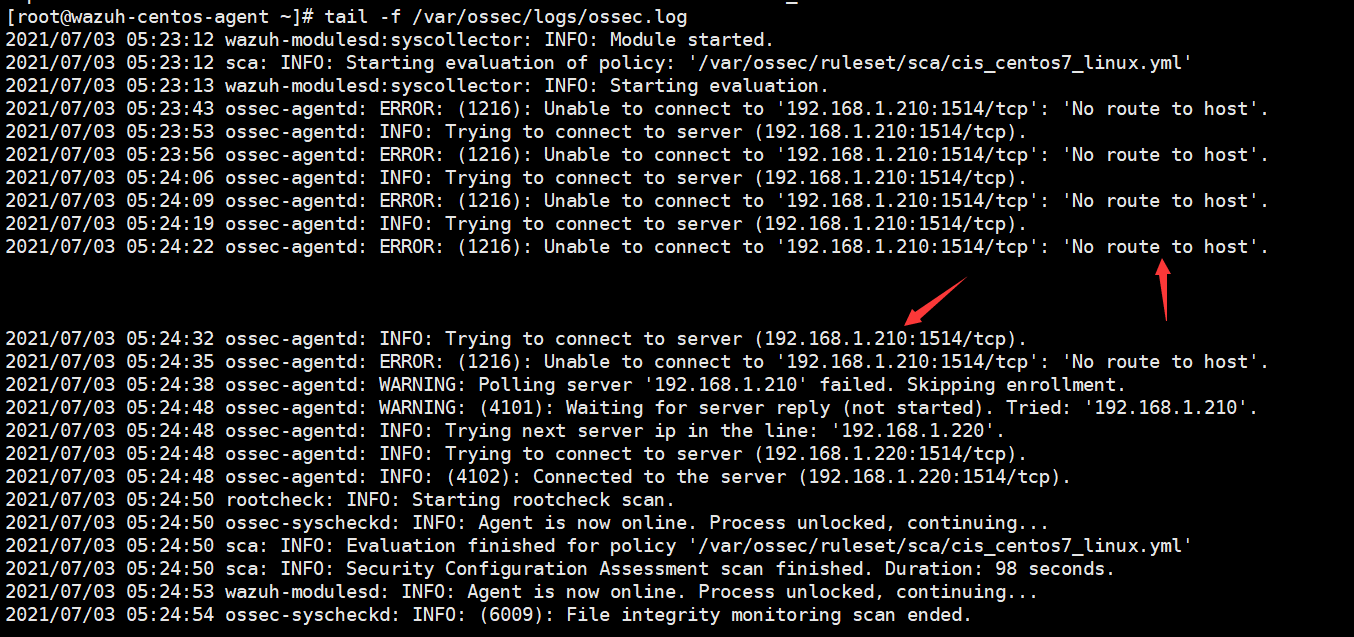 [root@wazuh-centos-agent ~]# tail -f /var/ossec/logs/ossec.log
2021/07/03 05:23:12 wazuh-modulesd:syscollector: INFO: Module started.
2021/07/03 05:23:12 sca: INFO: Starting evaluation of policy: '/var/ossec/ruleset/sca/cis_centos7_linux.yml'
2021/07/03 05:23:13 wazuh-modulesd:syscollector: INFO: Starting evaluation.
2021/07/03 05:23:43 ossec-agentd: ERROR: (1216): Unable to connect to '192.168.1.210:1514/tcp': 'No route to host'.
2021/07/03 05:23:53 ossec-agentd: INFO: Trying to connect to server (192.168.1.210:1514/tcp).
2021/07/03 05:23:56 ossec-agentd: ERROR: (1216): Unable to connect to '192.168.1.210:1514/tcp': 'No route to host'.
2021/07/03 05:24:06 ossec-agentd: INFO: Trying to connect to server (192.168.1.210:1514/tcp).
2021/07/03 05:24:09 ossec-agentd: ERROR: (1216): Unable to connect to '192.168.1.210:1514/tcp': 'No route to host'.
2021/07/03 05:24:19 ossec-agentd: INFO: Trying to connect to server (192.168.1.210:1514/tcp).
2021/07/03 05:24:22 ossec-agentd: ERROR: (1216): Unable to connect to '192.168.1.210:1514/tcp': 'No route to host'.
2021/07/03 05:24:32 ossec-agentd: INFO: Trying to connect to server (192.168.1.210:1514/tcp).
2021/07/03 05:24:35 ossec-agentd: ERROR: (1216): Unable to connect to '192.168.1.210:1514/tcp': 'No route to host'.
2021/07/03 05:24:38 ossec-agentd: WARNING: Polling server '192.168.1.210' failed. Skipping enrollment.
2021/07/03 05:24:48 ossec-agentd: WARNING: (4101): Waiting for server reply (not started). Tried: '192.168.1.210'.
2021/07/03 05:24:48 ossec-agentd: INFO: Trying next server ip in the line: '192.168.1.220'.
2021/07/03 05:24:48 ossec-agentd: INFO: Trying to connect to server (192.168.1.220:1514/tcp).
2021/07/03 05:24:48 ossec-agentd: INFO: (4102): Connected to the server (192.168.1.220:1514/tcp).
2021/07/03 05:24:50 rootcheck: INFO: Starting rootcheck scan.
2021/07/03 05:24:50 ossec-syscheckd: INFO: Agent is now online. Process unlocked, continuing...
2021/07/03 05:24:50 sca: INFO: Evaluation finished for policy '/var/ossec/ruleset/sca/cis_centos7_linux.yml'
2021/07/03 05:24:50 sca: INFO: Security Configuration Assessment scan finished. Duration: 98 seconds.
2021/07/03 05:24:53 wazuh-modulesd: INFO: Agent is now online. Process unlocked, continuing...
2021/07/03 05:24:54 ossec-syscheckd: INFO: (6009): File integrity monitoring scan ended.